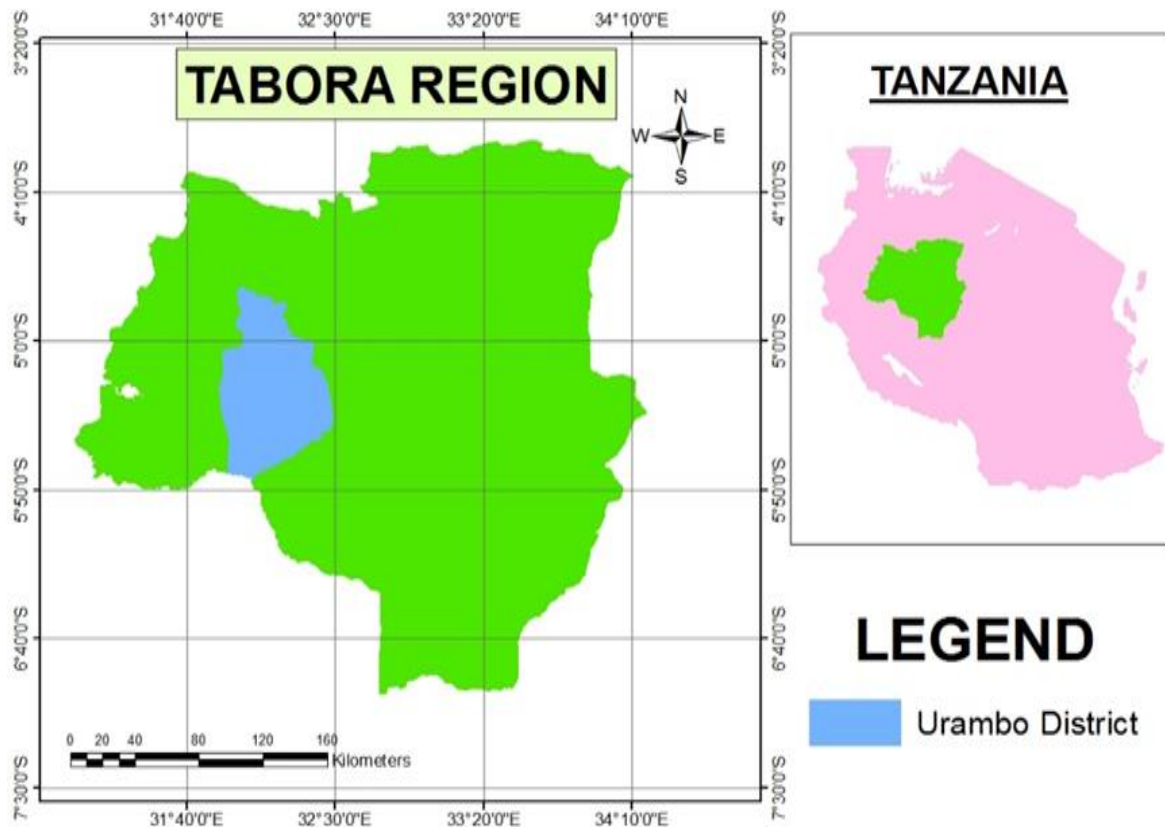 31°40'0"E 32°30'0"E 33°20'0"E 34°10'0"E
TABORA REGION
N
W E
S
3°20'0"S 3°20'0"S
4°10'0"S 4°10'0"S
5°0'0"S 5°0'0"S
5°50'0"S 5°50'0"S
6°40'0"S 6°40'0"S
7°30'0"S 7°30'0"S
0 20 40 80 120 160
Kilometers
31°40'0"E 32°30'0"E 33°20'0"E 34°10'0"E
TANZANIA
LEGEND
Urambo District